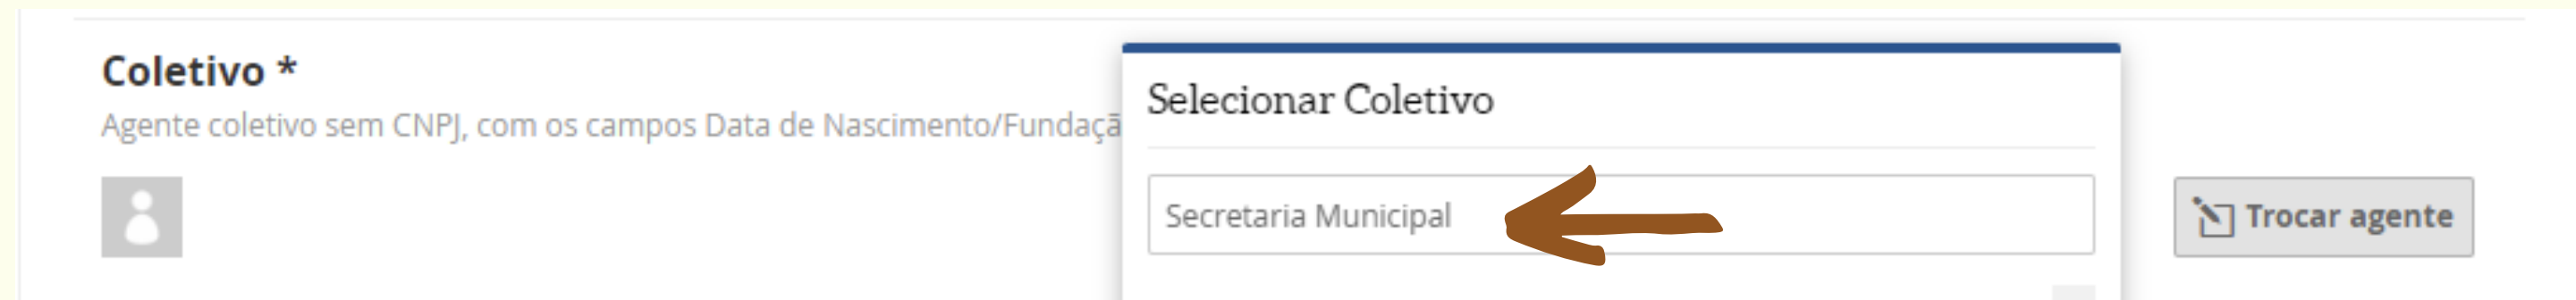 Coletivo *
Agente coletivo sem CNPJ, com os campos Data de Nascimento/Fundaçã
Selecionar Coletivo
Secretaria Municipal
Trocar agente